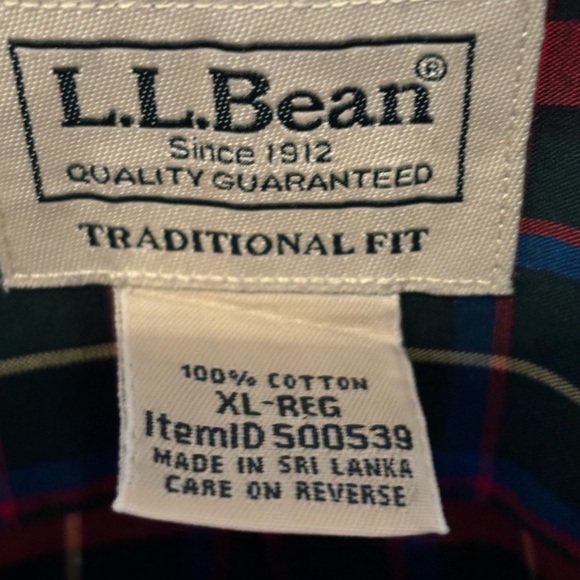 L.L.Bean®
Since 1912
QUALITY GUARANTEED
TRADITIONAL FIT
100% COTTON
XL-REG
ItemID 500539
MADE IN SRI LANKA
CARE ON REVERSE